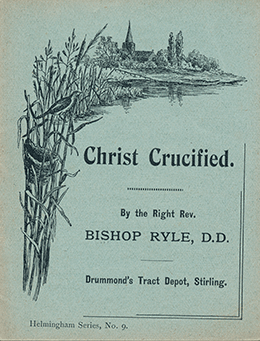 Christ Crucified.
By the Right Rev.
BISHOP RYLE, D.D.
Drummond's Tract Depot, Stirling.
Helmingham Series, No. 9.